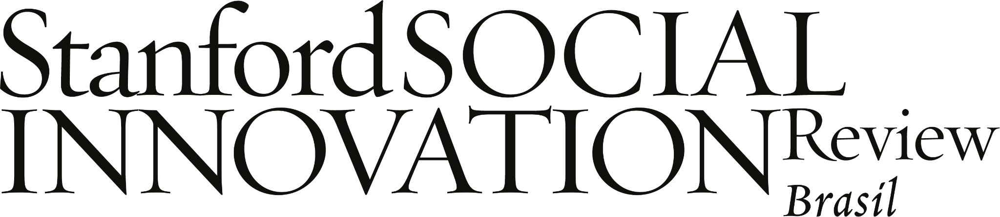 Stanford SOCIAL
INNOVATION Review
Brasil